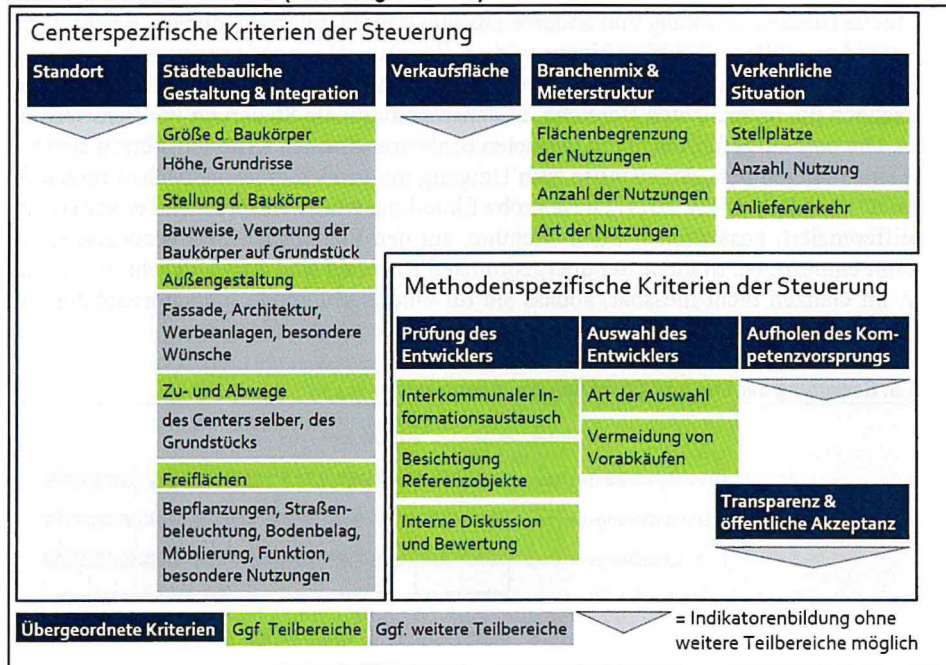 Centerspezifische Kriterien der Steuerung
Standort
Städtebauliche
Gestaltung & Integration
Größe d. Baukörper
Höhe, Grundrisse
Stellung d. Baukörper
Bauweise, Verortung der
Baukörper auf Grundstück
Außengestaltung
Fassade, Architektur,
Werbeanlagen, besondere
Wünsche
Zu- und Abwege
des Centers selber, des
Grundstücks
Freiflächen
Bepflanzungen, Straßen-
beleuchtung, Bodenbelag,
Möblierung, Funktion,
besondere Nutzungen
Verkaufsfläche
Branchenmix &
Mieterstruktur
Flächenbegrenzung
der Nutzungen
Anzahl der Nutzungen
Art der Nutzungen
Verkehrliche
Situation
Stellplätze
Anzahl, Nutzung
Anlieferverkehr
Methodenspezifische Kriterien der Steuerung
Prüfung des
Entwicklers
Interkommunaler In-
formationsaustausch
Besichtigung
Referenzobjekte
Interne Diskussion
und Bewertung
Auswahl des
Entwicklers
Art der Auswahl
Vermeidung von
Vorabkäufen
Aufholen des Kom-
petenzvorsprungs
Transparenz &
öffentliche Akzeptanz
Übergeordnete Kriterien
Ggf. Teilbereiche
Ggf. weitere Teilbereiche
= Indikatorenbildung ohne
weitere Teilbereiche möglich